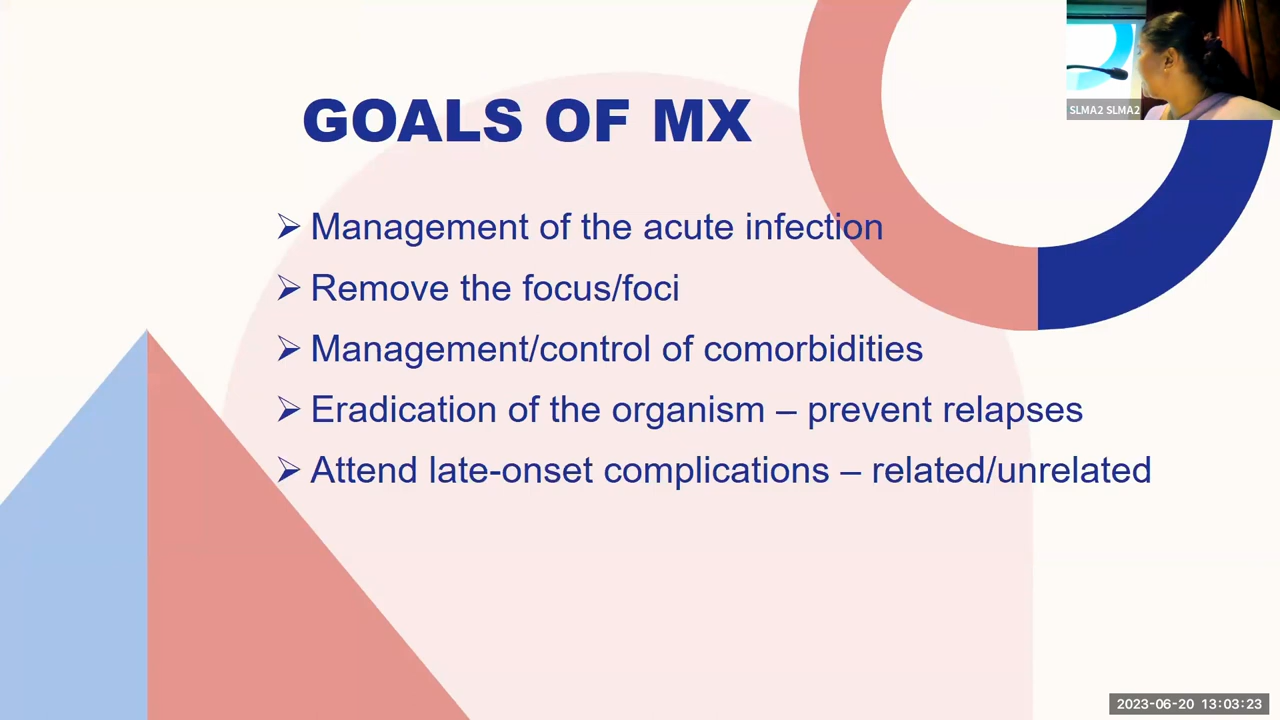 GOALS OF MX
➢ Management of the acute infection
➢ Remove the focus/foci
➢ Management/control of comorbidities
➢ Eradication of the organism – prevent relapses
➢ Attend late-onset complications – related/unrelated
SLMA2 SLMA2
2023-06-20 13:03:23